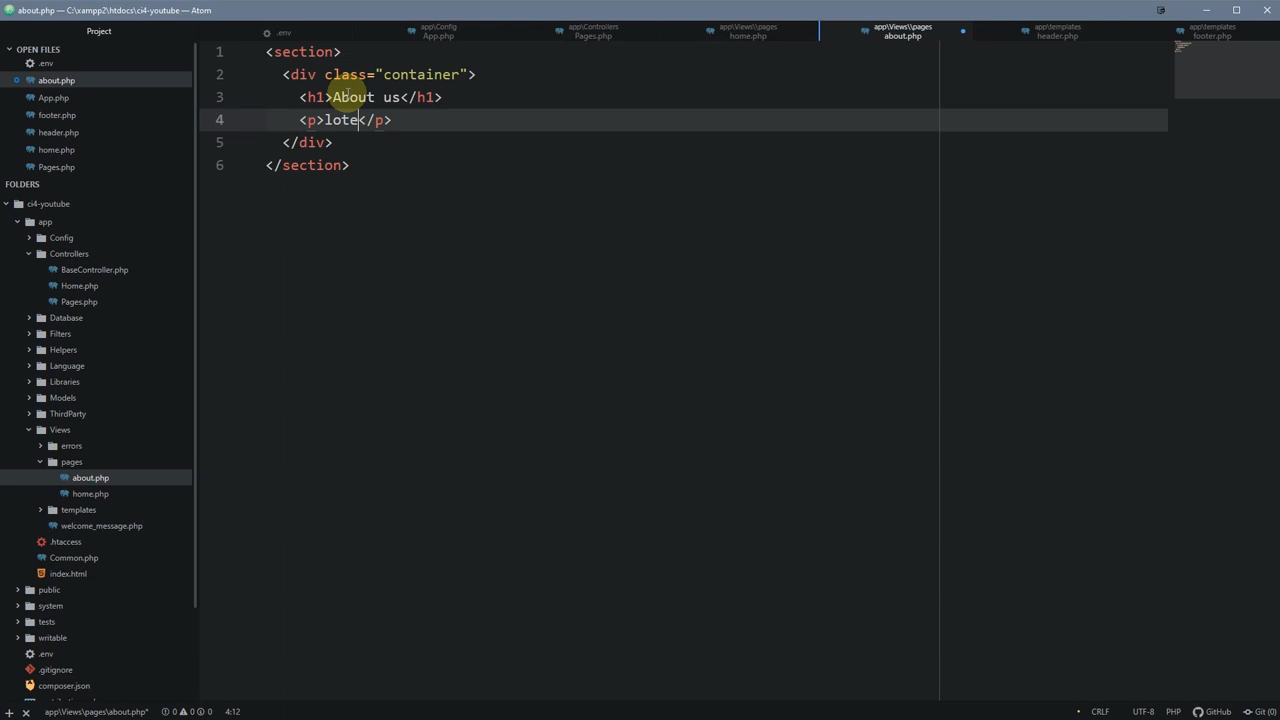 about.php — C:\xampp2\htdocs\ci4-youtube — Atom
Project
.env
app\Config
App.php
app\Controllers
Pages.php
app\Views\pages
home.php
app\Views\pages
about.php
app\templates
header.php
app\templates
footer.php
OPEN FILES
.env
about.php
App.php
footer.php
header.php
home.php
Pages.php
FOLDERS
ci4-youtube
app
Config
Controllers
BaseController.php
Home.php
Pages.php
Database
Filters
Helpers
Language
Libraries
Models
ThirdParty
Views
errors
pages
about.php
home.php
templates
welcome_message.php
.htaccess
Common.php
index.html
public
system
tests
writable
.env
.gitignore
composer.json
1 <section>
2 <div class="container">
3 <h1>About us</h1>
4 <p>lote</p>
5 </div>
6 </section>
app\Views\pages\about.php* 0 0 0 4:12
CRLF UTF-8 PHP GitHub Git (0)